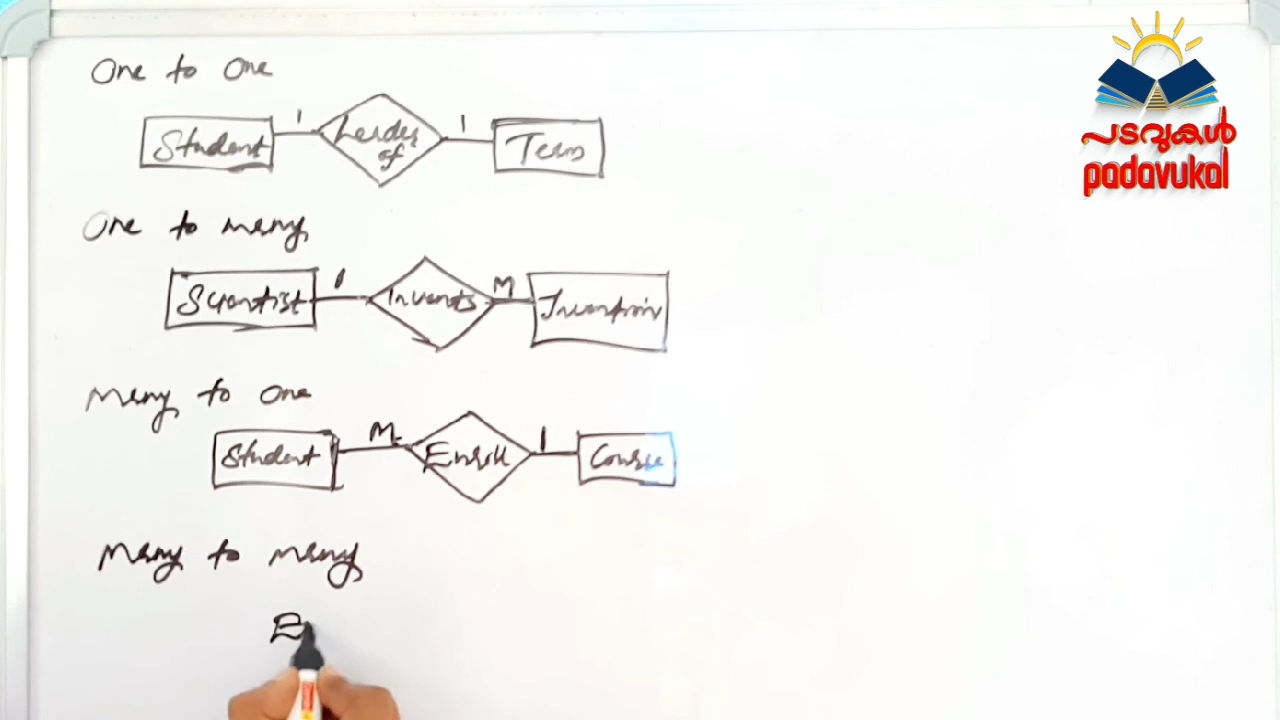 One to One
Student 1 Leader of 1 Team
One to many
Scientist 1 Invents M Invention
Many to One
Student M Enroll 1 Course
Many to many
E
പടവുകൾ
padavukal